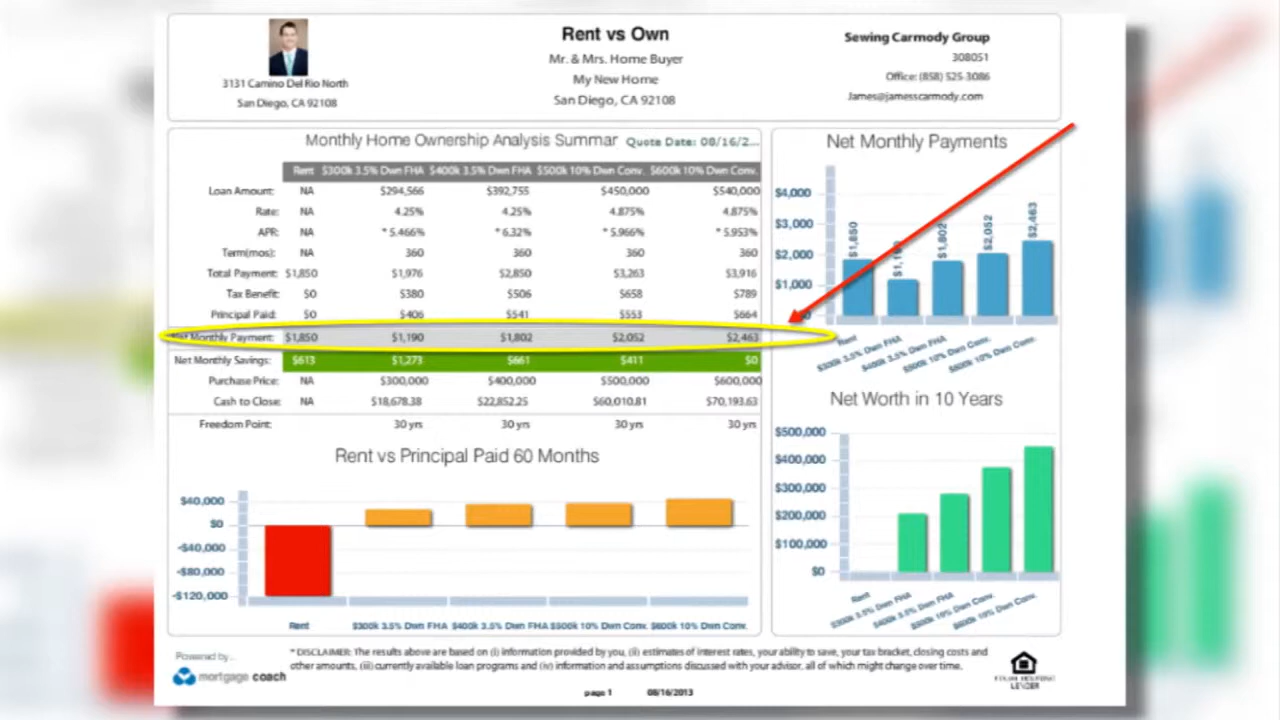 Rent vs Own
Mr. & Mrs. Home Buyer
My New Home
San Diego, CA 92108
3131 Camino Del Rio North
San Diego, CA 92108
Sewing Carmody Group
308051
Office: (858) 525-3086
James@jamesscarmody.com
Monthly Home Ownership Analysis Summar Quote Date: 08/16/2...
Rent $300k 3.5% Dwn FHA $400k 3.5% Dwn FHA $500k 10% Dwn Conv. $600k 10% Dwn Conv.
Loan Amount: NA $294,566 $392,755 $450,000 $540,000
Rate: NA 4.25% 4.25% 4.875% 4.875%
APR: NA * 5.466% * 6.32% * 5.966% * 5.953%
Term(mos): NA 360 360 360 360
Total Payment: $1,850 $1,976 $2,850 $3,263 $3,916
Tax Benefit: $0 $380 $506 $658 $789
Principal Paid: $0 $406 $541 $553 $664
Net Monthly Payment: $1,850 $1,190 $1,802 $2,052 $2,463
Net Monthly Savings: $613 $1,273 $661 $411 $0
Purchase Price: NA $300,000 $400,000 $500,000 $600,000
Cash to Close: NA $18,678.38 $22,852.25 $60,010.81 $70,193.63
Freedom Point: 30 yrs 30 yrs 30 yrs 30 yrs
Rent vs Principal Paid 60 Months
$40,000
$0
-$40,000
-$80,000
-$120,000
Rent $300k 3.5% Dwn FHA $400k 3.5% Dwn FHA $500k 10% Dwn Conv. $600k 10% Dwn Conv.
Net Monthly Payments
$4,000
$3,000
$2,000
$1,000
$1,850 $1,802 $2,052 $2,463
Rent $300k 3.5% Dwn FHA $400k 3.5% Dwn FHA $500k 10% Dwn Conv. $600k 10% Dwn Conv.
Net Worth in 10 Years
$500,000
$400,000
$300,000
$200,000
$100,000
$0
Rent $300k 3.5% Dwn FHA $400k 3.5% Dwn FHA $500k 10% Dwn Conv. $600k 10% Dwn Conv.
Powered by...
mortgage coach
* DISCLAIMER: The results above are based on (i) information provided by you, (ii) estimates of interest rates, your ability to save, your tax bracket, closing costs and
other amounts, (iii) currently available loan programs and (iv) information and assumptions discussed with your advisor, all of which might change over time.
EQUAL HOUSING
LENDER
page 1 08/16/2013